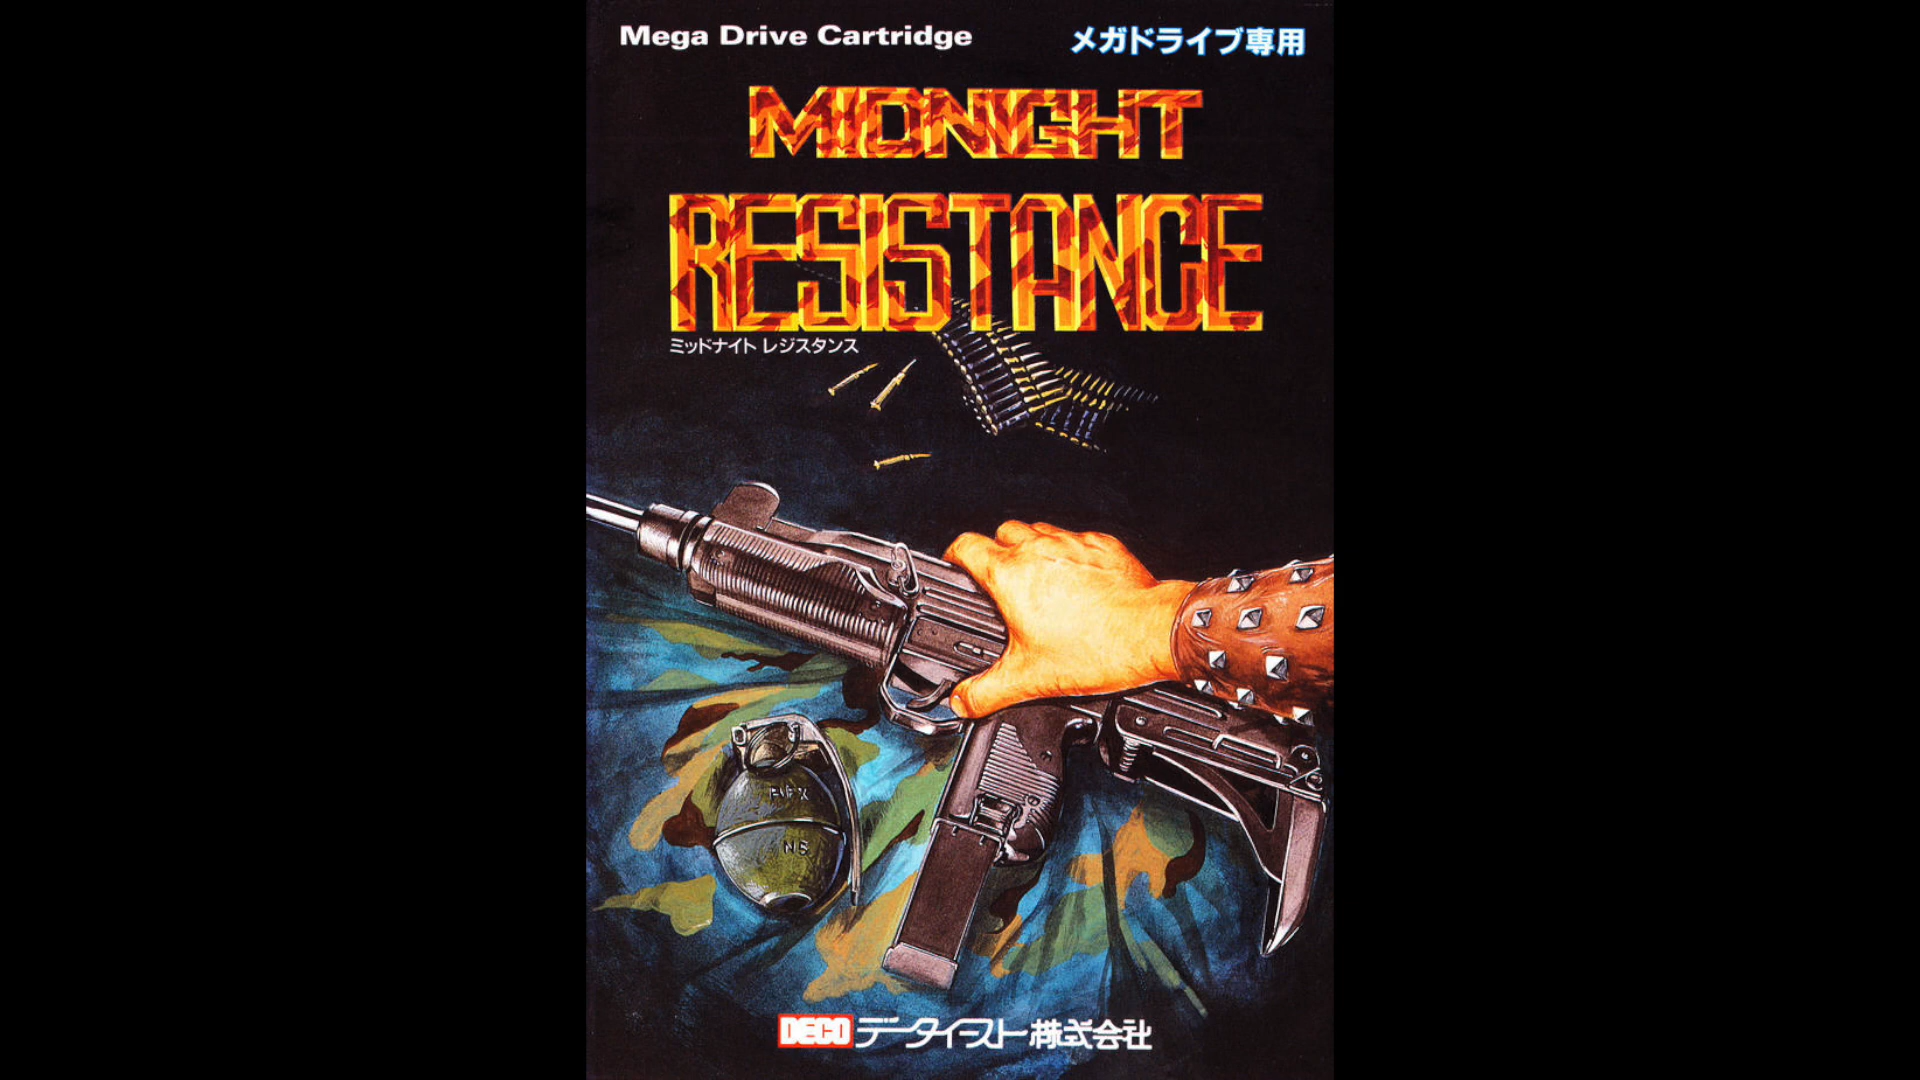 Mega Drive Cartridge
メガドライブ専用
MIDNIGHT
RESISTANCE
ミッドナイト レジスタンス
N5
DECO データイースト株式会社